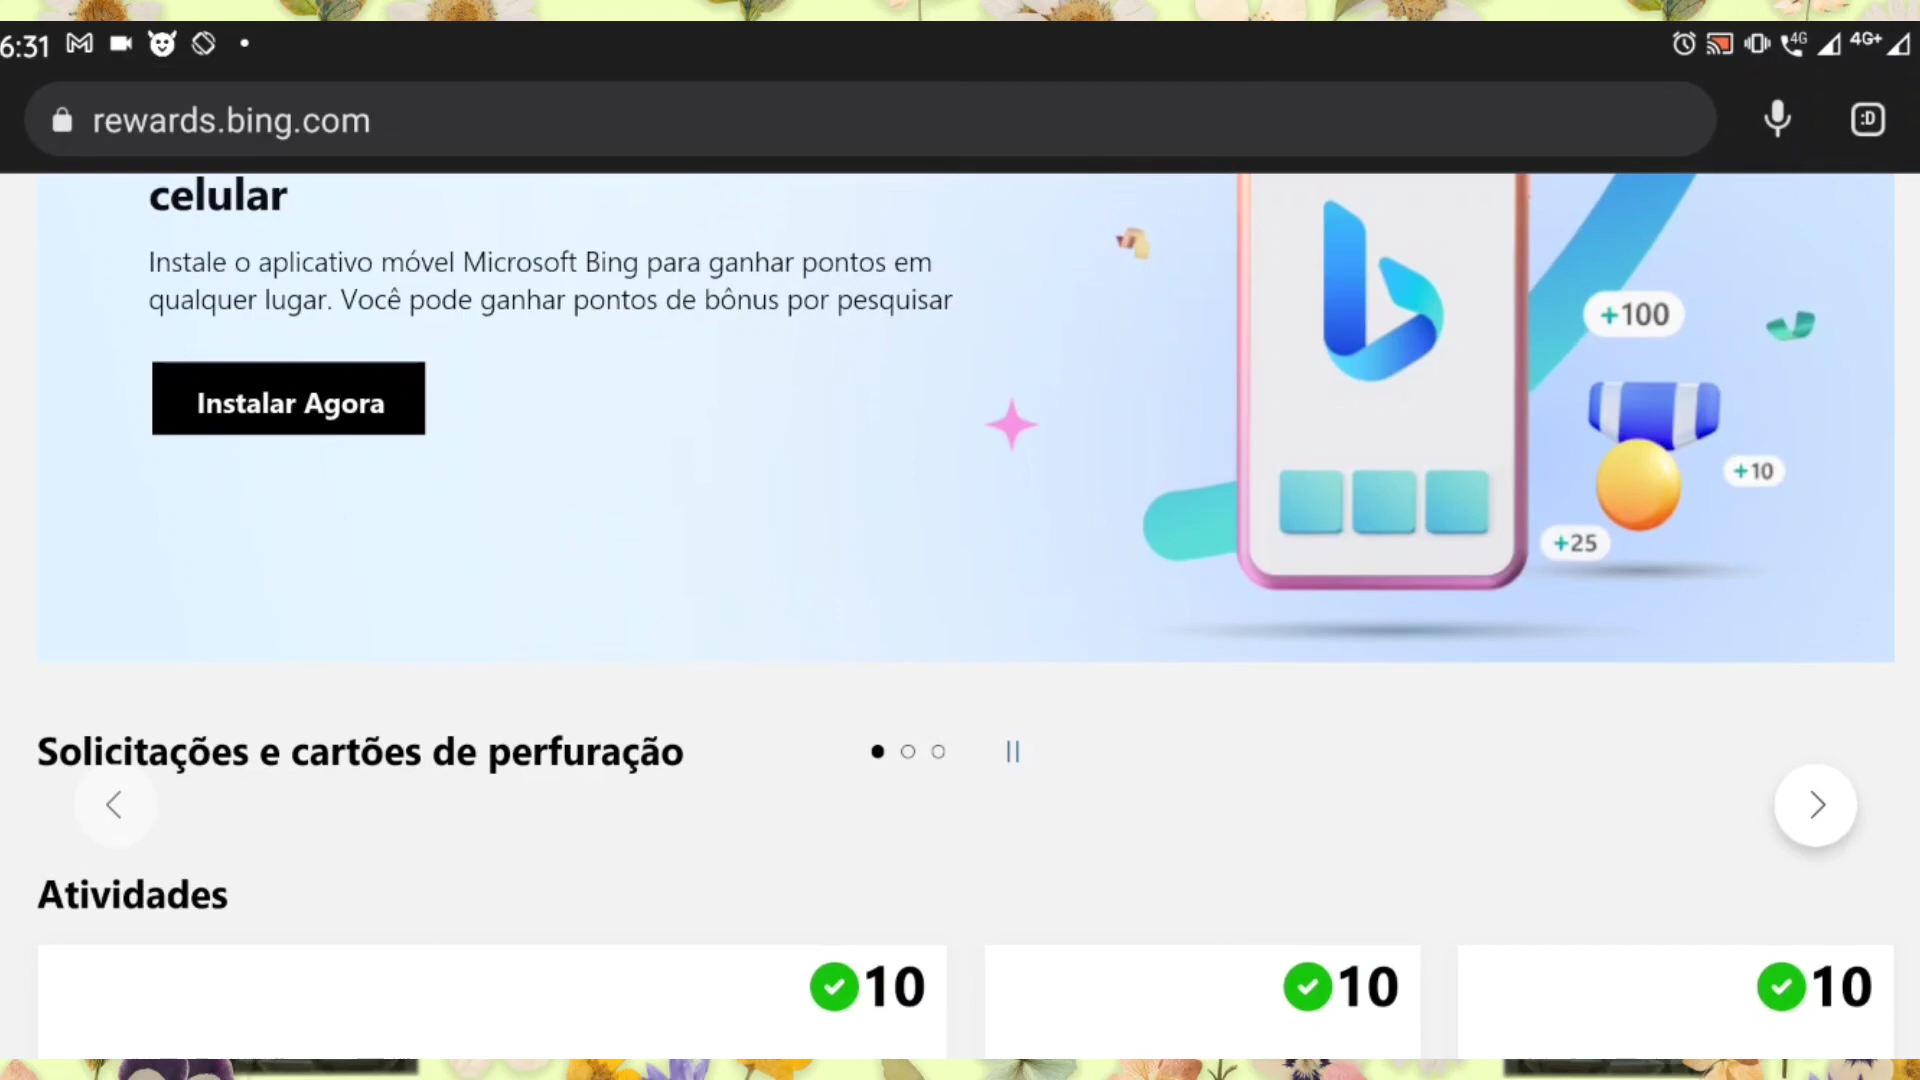 6:31
4G 4G+
rewards.bing.com
:D
celular
Instale o aplicativo móvel Microsoft Bing para ganhar pontos em
qualquer lugar. Você pode ganhar pontos de bônus por pesquisar
Instalar Agora
+100
+10
+25
Solicitações e cartões de perfuração
Atividades
10
10
10